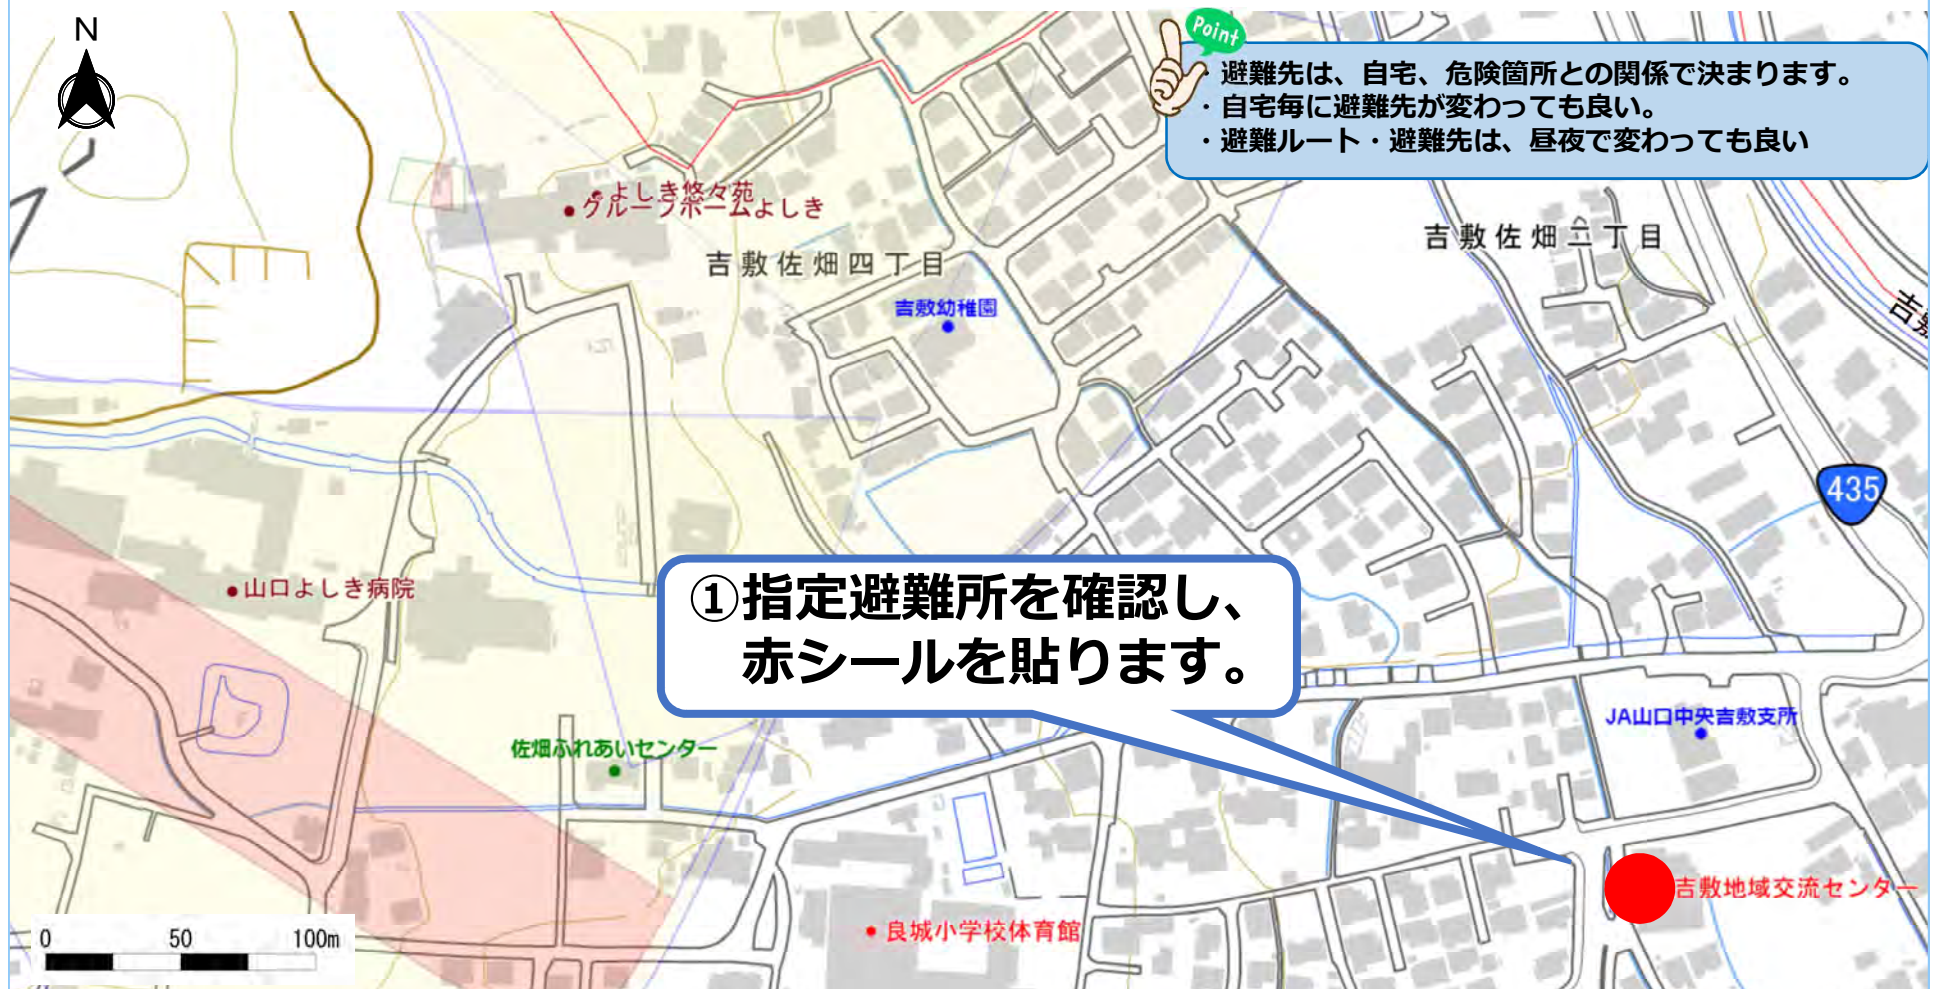 N
Point
・避難先は、自宅、危険箇所との関係で決まります。
・自宅毎に避難先が変わっても良い。
・避難ルート・避難先は、昼夜で変わっても良い
よしき悠々苑
グループホームよしき
吉敷佐畑四丁目
吉敷佐畑二丁目
吉敷幼稚園
435
山口よしき病院
①指定避難所を確認し、
赤シールを貼ります。
JA山口中央吉敷支所
佐畑ふれあいセンター
吉敷地域交流センター
良城小学校体育館
0 50 100m